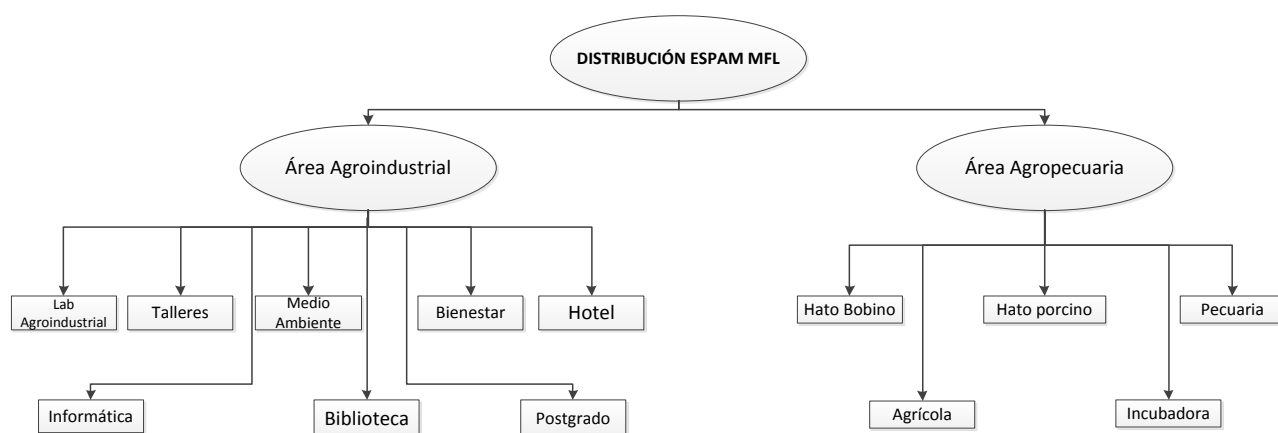 DISTRIBUCIÓN ESPAM MFL
Área Agroindustrial
Área Agropecuaria
Lab
Agroindustrial
Talleres
Medio
Ambiente
Bienestar
Hotel
Hato Bobino
Hato porcino
Pecuaria
Informática
Biblioteca
Postgrado
Agrícola
Incubadora